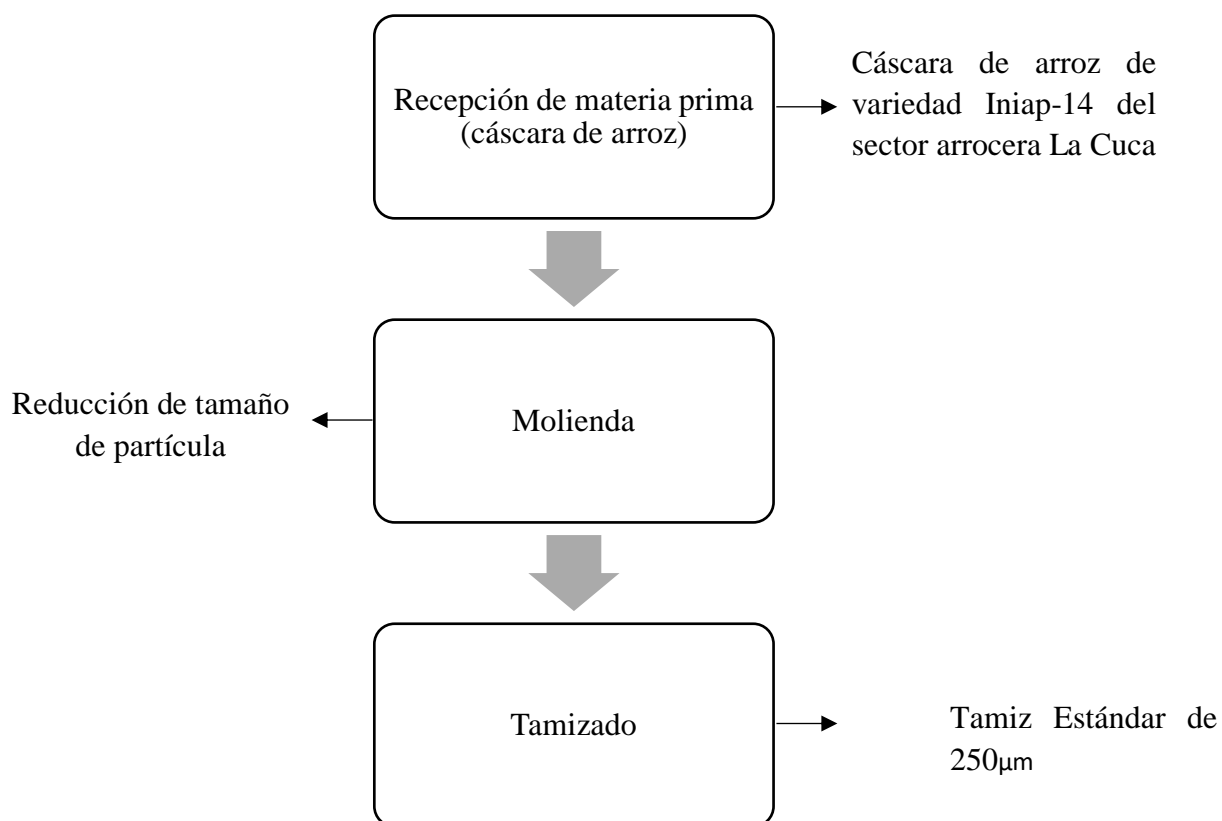 Recepción de materia prima
(cáscara de arroz)
Cáscara de arroz de
variedad Iniap-14 del
sector arrocera La Cuca
Reducción de tamaño
de partícula
Molienda
Tamizado
Tamiz Estándar de
250µm